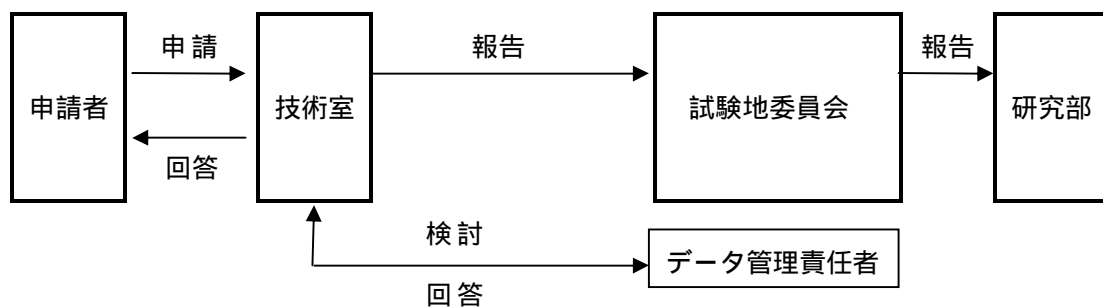 申請
報告
報告
申請者
技術室
試験地委員会
研究部
回答
検討
データ管理責任者
回答